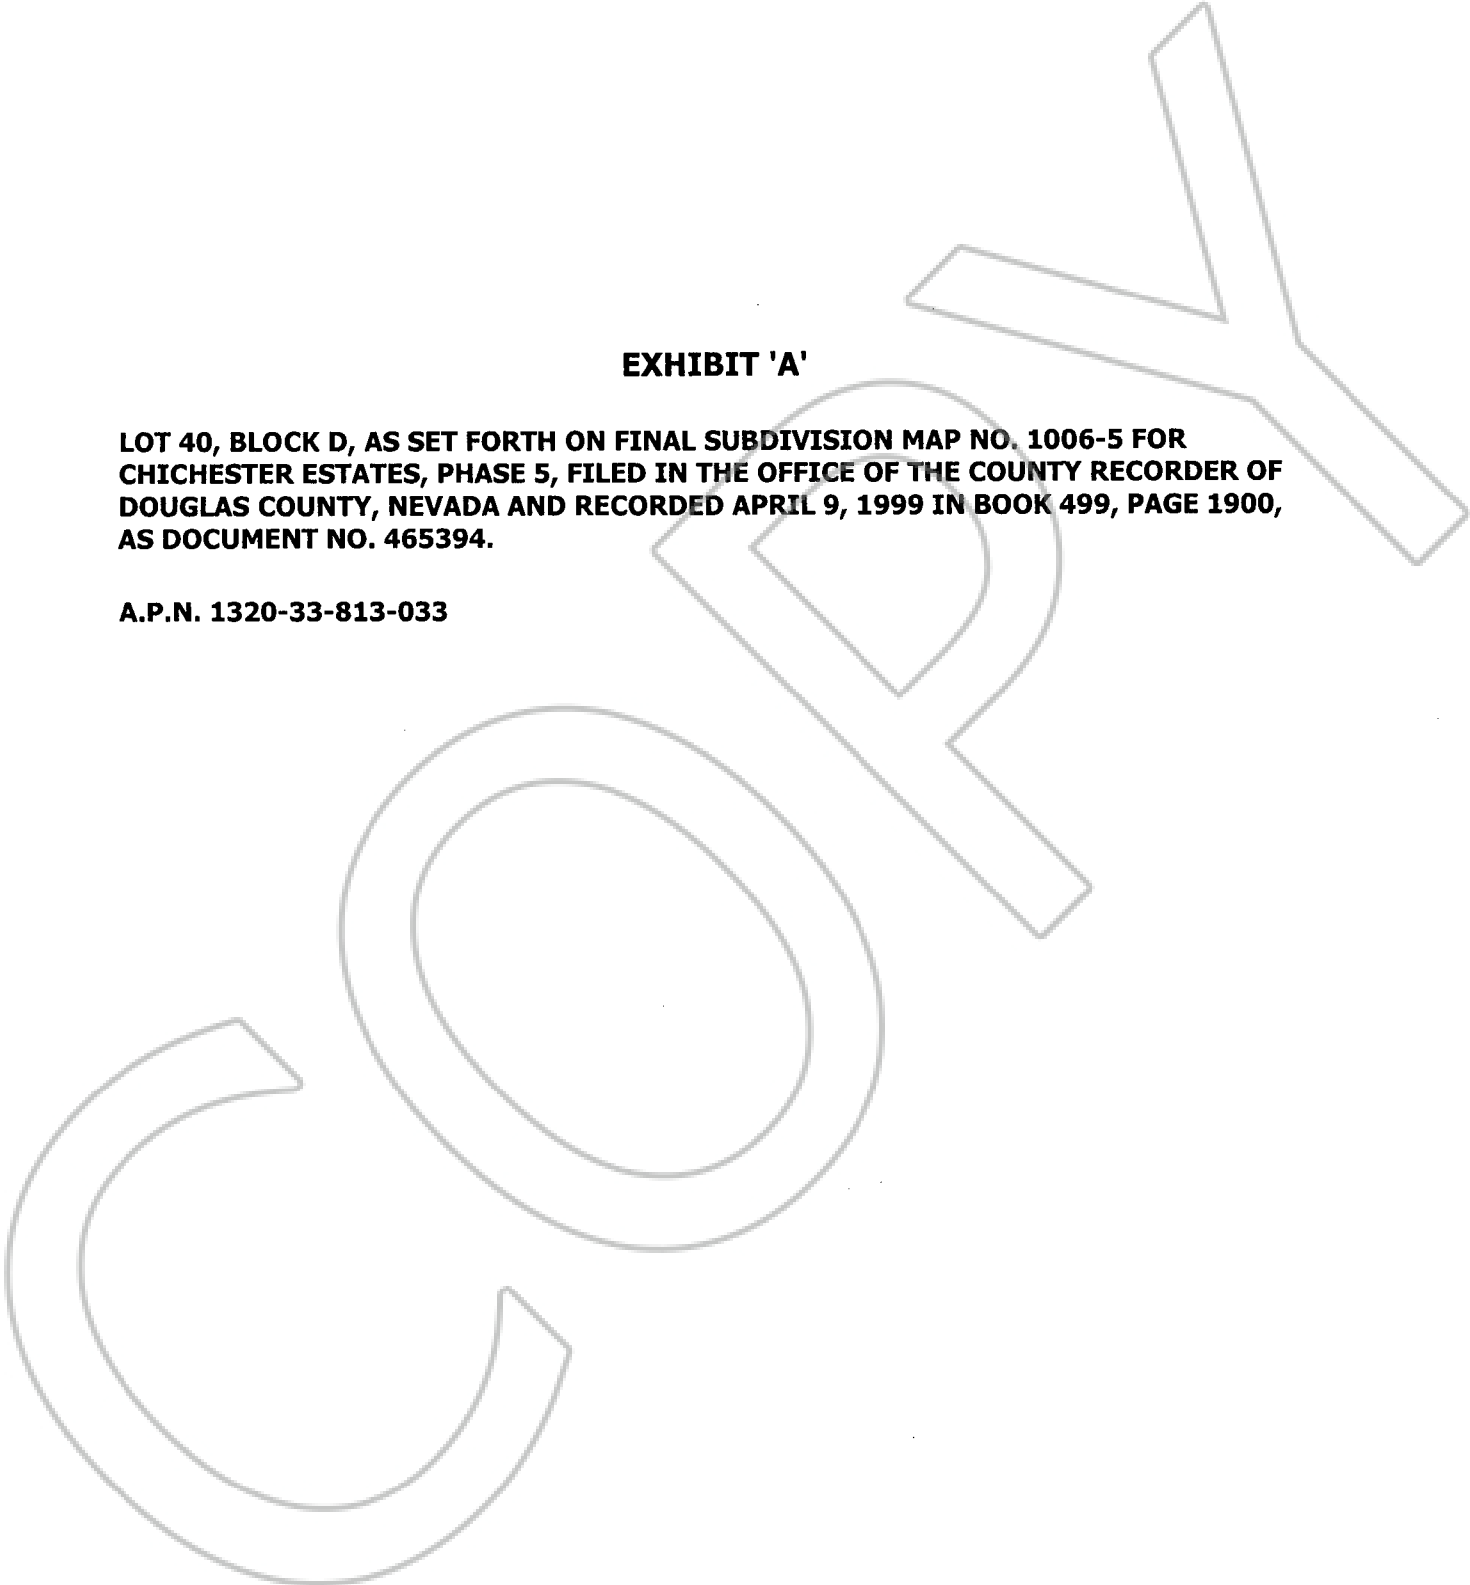 EXHIBIT 'A'
LOT 40, BLOCK D, AS SET FORTH ON FINAL SUBDIVISION MAP NO. 1006-5 FOR
CHICHESTER ESTATES, PHASE 5, FILED IN THE OFFICE OF THE COUNTY RECORDER OF
DOUGLAS COUNTY, NEVADA AND RECORDED APRIL 9, 1999 IN BOOK 499, PAGE 1900,
AS DOCUMENT NO. 465394.
A.P.N. 1320-33-813-033
COPY